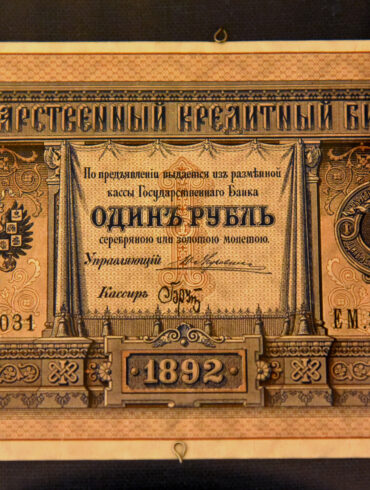 АРСТВЕННЫЙ КРЕДИТНЫЙ БИ
По предъявленіи выдается изъ размѣнной
кассы Государственнаго Банка
ОДИНЪ РУБЛЬ
серебряною или золотою монетою.
Управляющій
Кассиръ
031
ЕМ.
1892